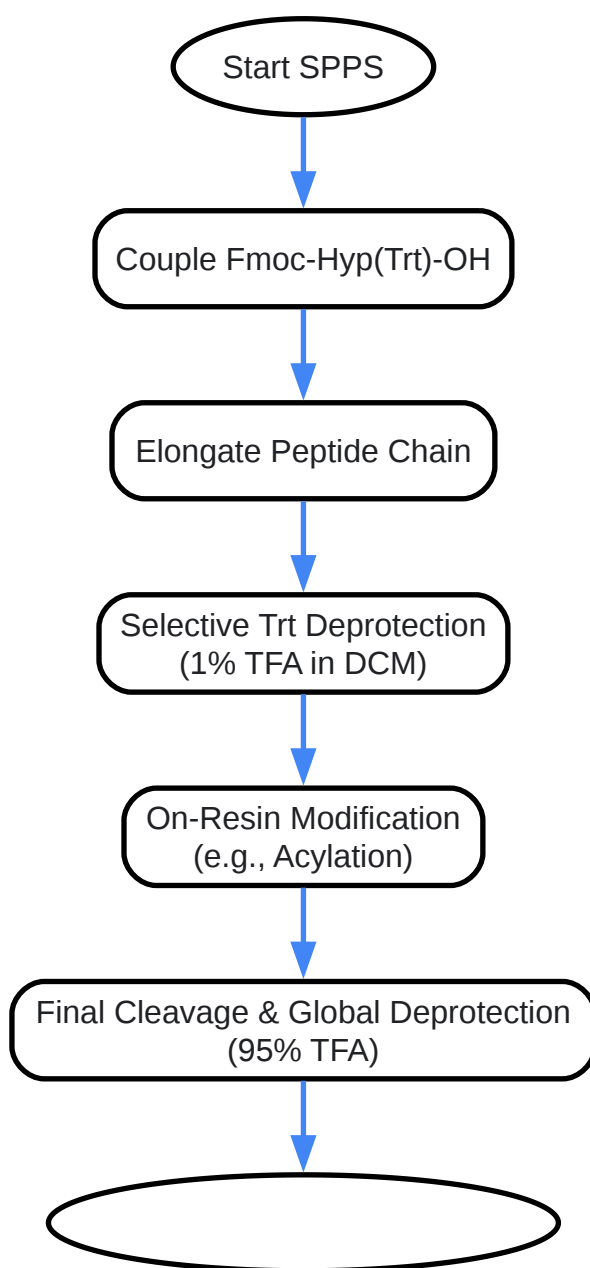 Start SPPS
Couple Fmoc-Hyp(Trt)-OH
Elongate Peptide Chain
Selective Trt Deprotection
(1% TFA in DCM)
On-Resin Modification
(e.g., Acylation)
Final Cleavage & Global Deprotection
(95% TFA)